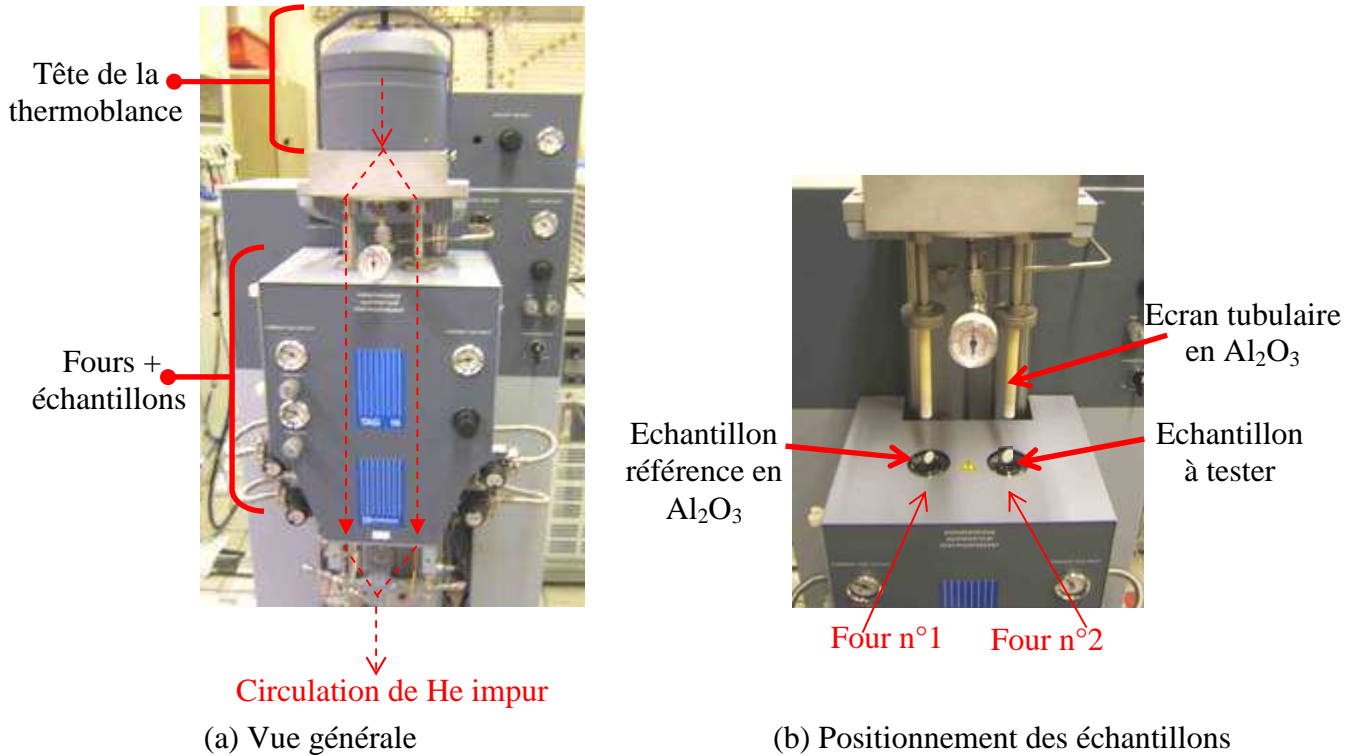 Tête de la
thermoblance
Fours +
échantillons
Circulation de He impur
(a) Vue générale
Ecran tubulaire
en Al₂O₃
Echantillon
référence en
Al₂O₃
Echantillon
à tester
Four n°1
Four n°2
(b) Positionnement des échantillons